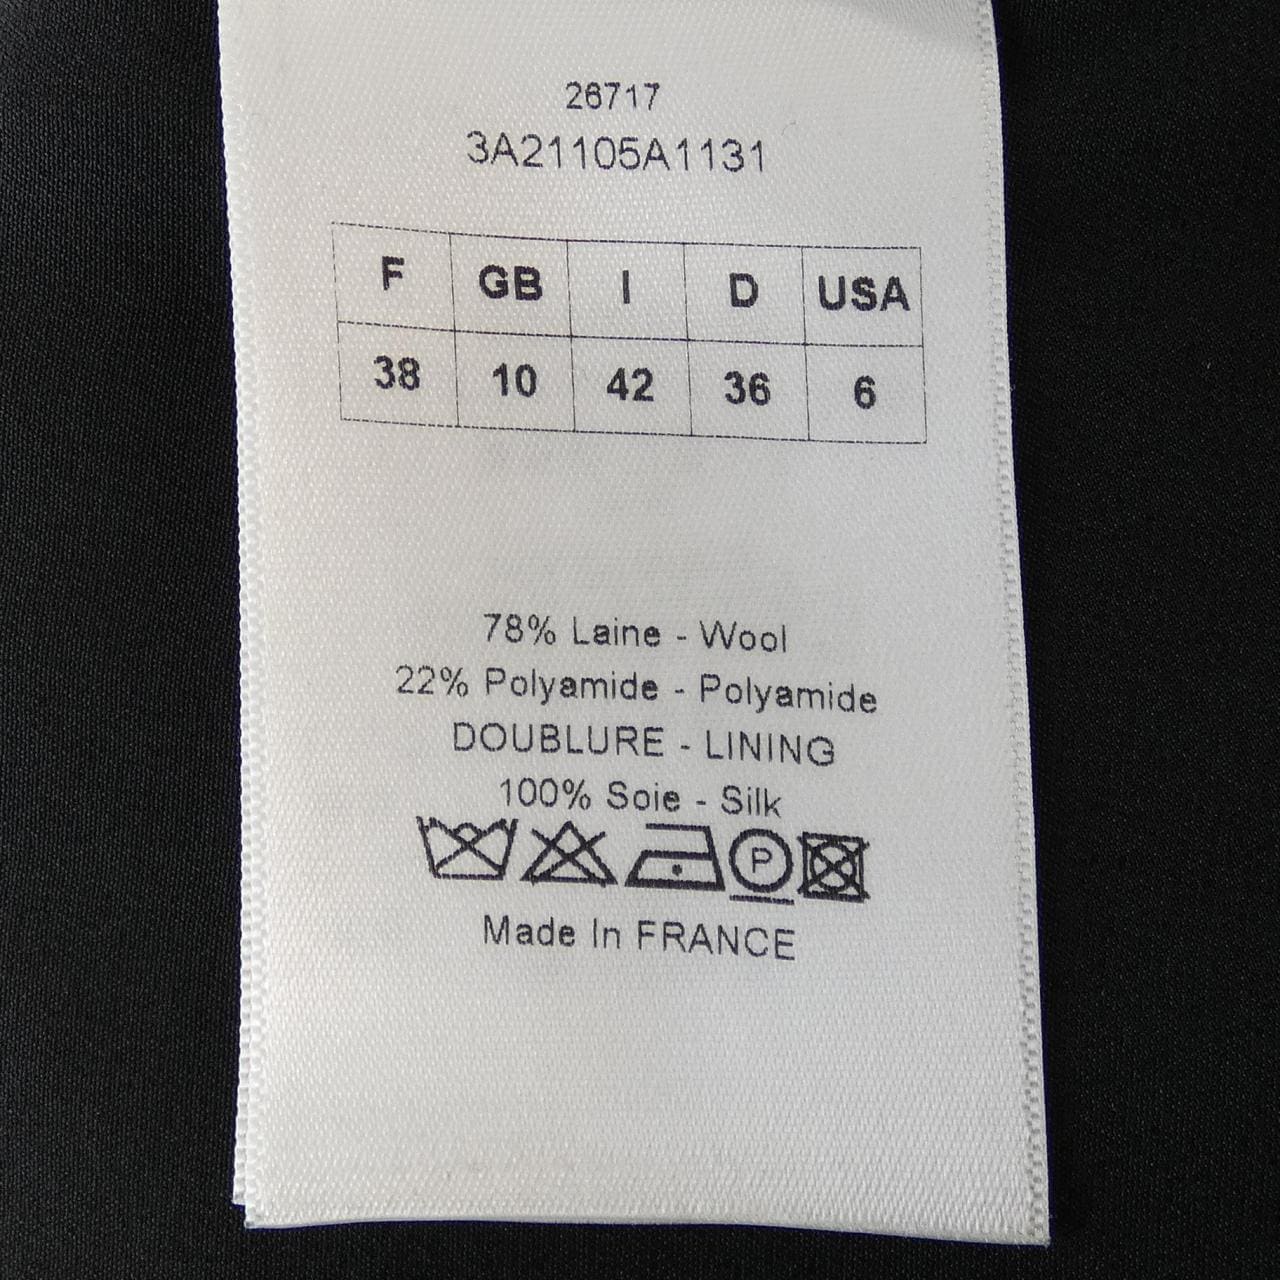 26717
3A21105A1131
F GB I D USA
38 10 42 36 6
78% Laine - Wool
22% Polyamide - Polyamide
DOUBLURE - LINING
100% Soie - Silk
P
Made In FRANCE